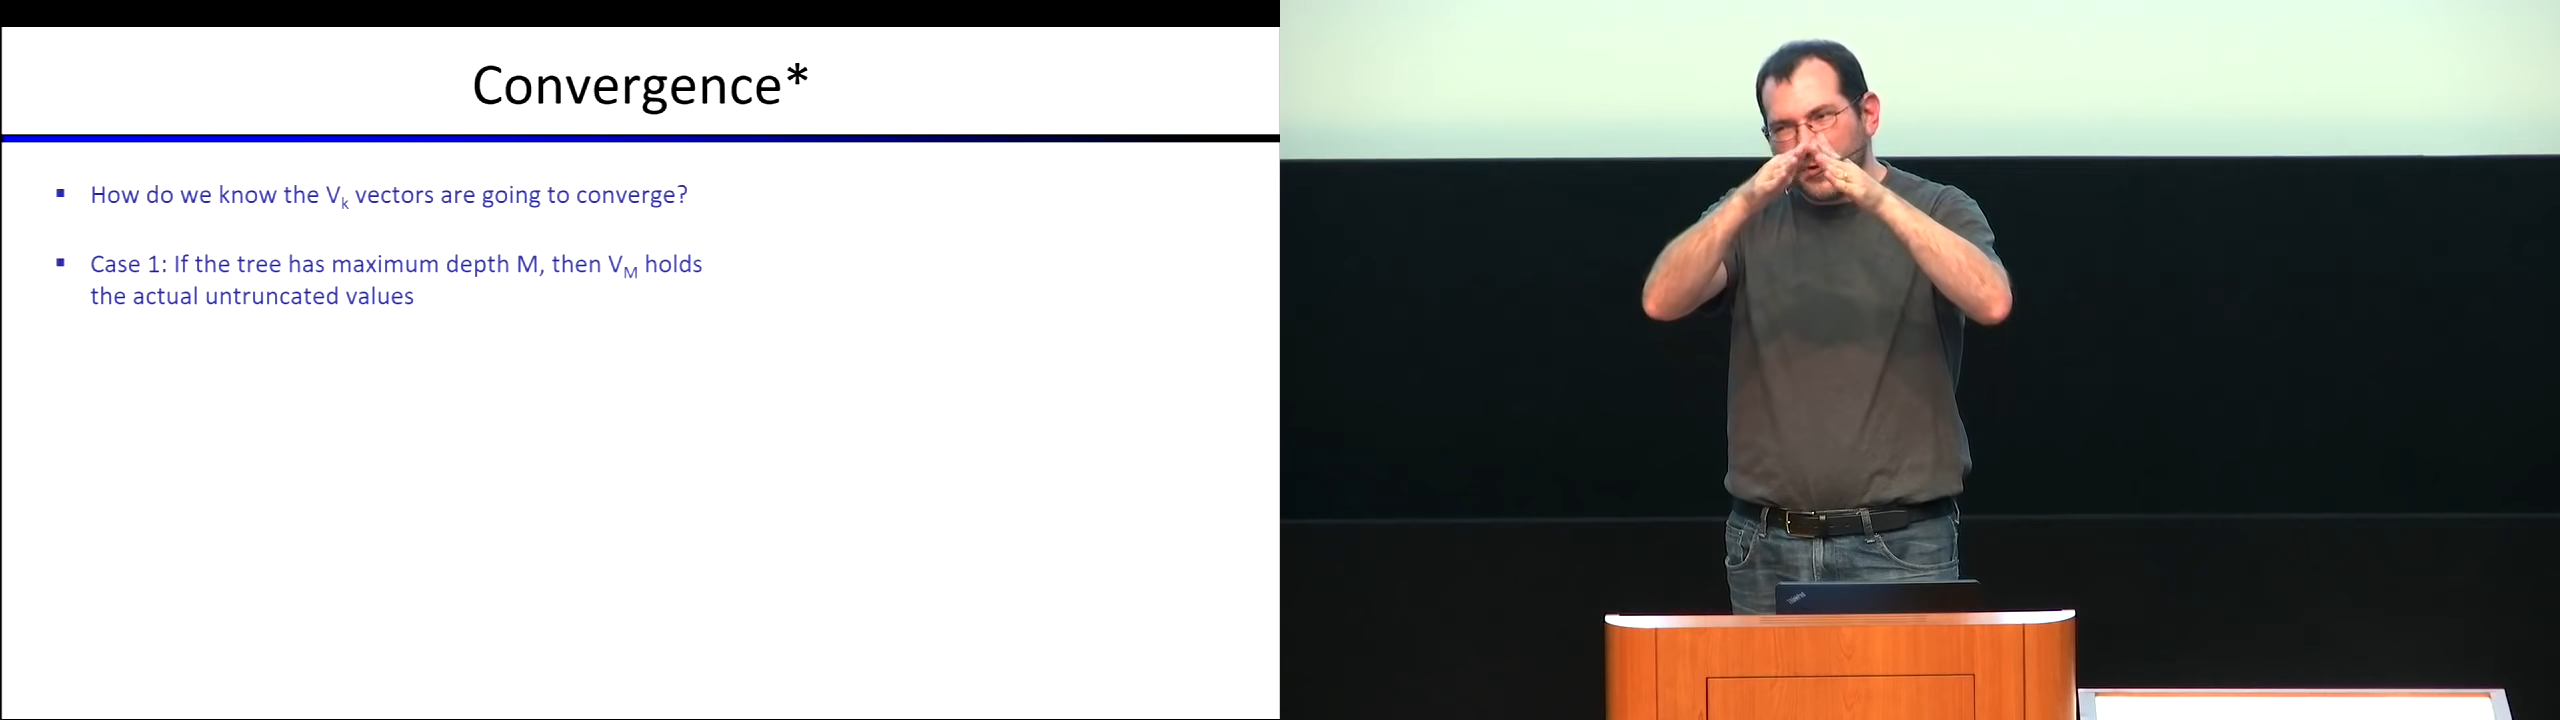 Convergence*
▪ How do we know the Vk vectors are going to converge?
▪ Case 1: If the tree has maximum depth M, then VM holds
the actual untruncated values
ThinkPad